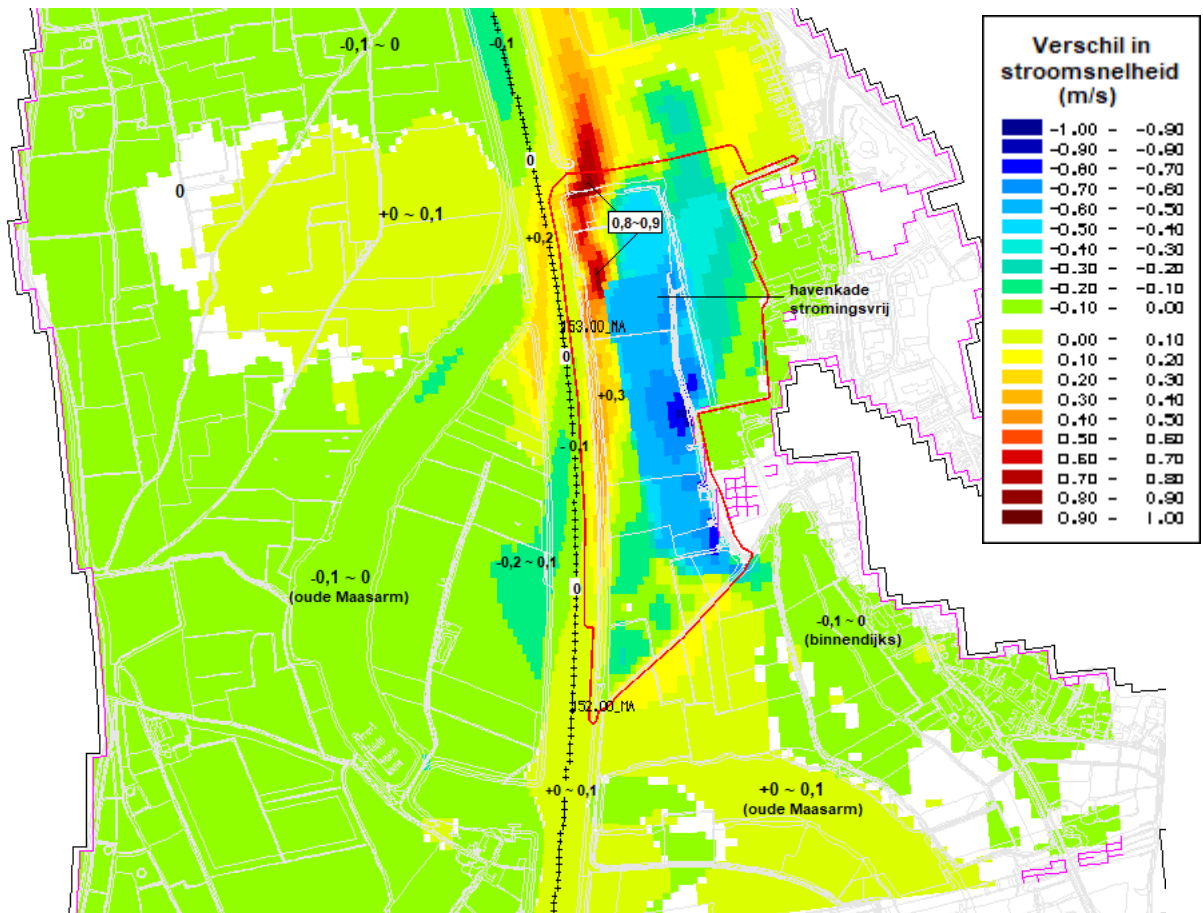 -0,1 ~ 0
-0,1
0
0
+0 ~ 0,1
+0,2
0,8~0,9
havenkade
stromingsvrij
153.00_MA
0
+0,3
- 0,1
-0,2 ~ 0,1
0
-0,1 ~ 0
(oude Maasarm)
-0,1 ~ 0
(binnendijks)
152.00_MA
+0 ~ 0,1
+0 ~ 0,1
(oude Maasarm)
Verschil in
stroomsnelheid
(m/s)
-1.00 - -0.90
-0.90 - -0.80
-0.80 - -0.70
-0.70 - -0.60
-0.60 - -0.50
-0.50 - -0.40
-0.40 - -0.30
-0.30 - -0.20
-0.20 - -0.10
-0.10 - 0.00
0.00 - 0.10
0.10 - 0.20
0.20 - 0.30
0.30 - 0.40
0.40 - 0.50
0.50 - 0.60
0.60 - 0.70
0.70 - 0.80
0.80 - 0.90
0.90 - 1.00